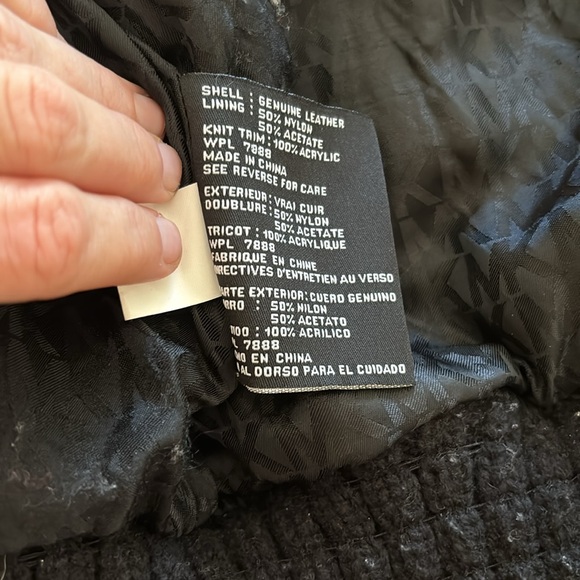 SHELL : GENUINE LEATHER
LINING : 50% NYLON
50% ACETATE
KNIT TRIM : 100% ACRYLIC
WPL 7888
MADE IN CHINA
SEE REVERSE FOR CARE
EXTERIEUR : VRAI CUIR
DOUBLURE : 50% NYLON
50% ACETATE
TRICOT : 100% ACRYLIQUE
WPL 7888
FABRIQUE EN CHINE
DIRECTIVES D'ENTRETIEN AU VERSO
ARTE EXTERIOR : CUERO GENUINO
RO : 50% NILON
50% ACETATO
DO : 100% ACRILICO
L 7888
EN CHINA
AL DORSO PARA EL CUIDADO